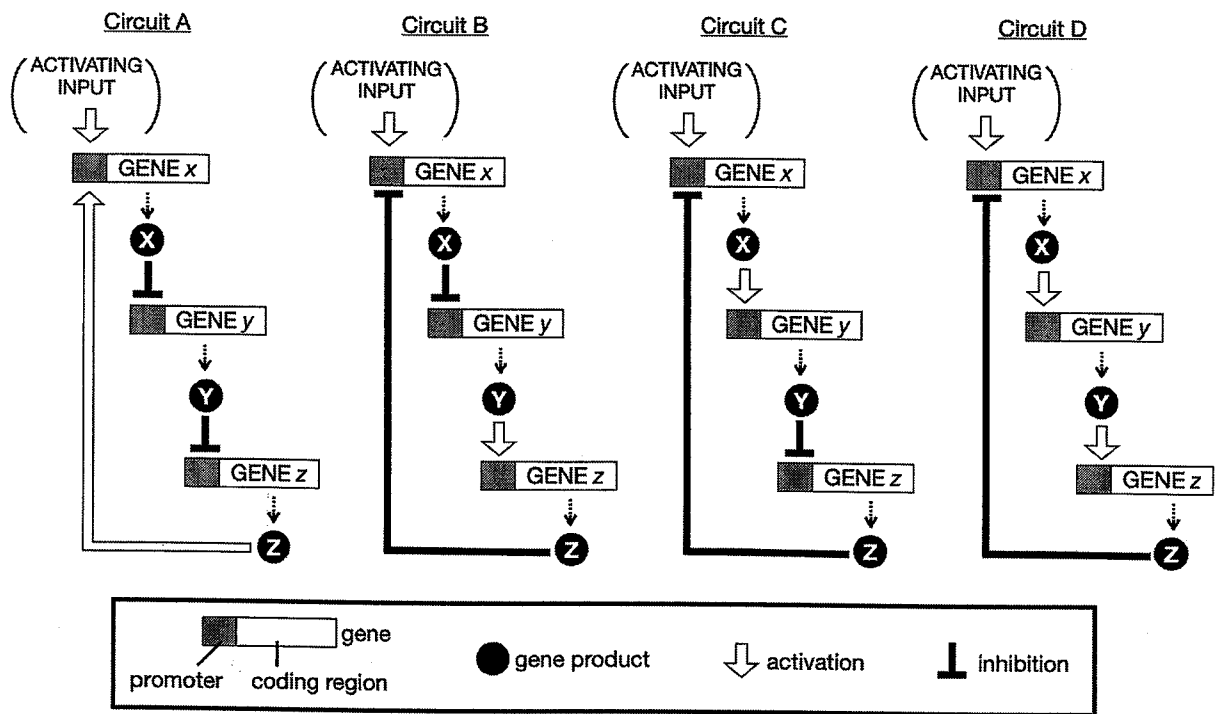 Circuit A
(ACTIVATING
INPUT)
GENE x
X
GENE y
Y
GENE z
Z
Circuit B
(ACTIVATING
INPUT)
GENE x
X
GENE y
Y
GENE z
Z
Circuit C
(ACTIVATING
INPUT)
GENE x
X
GENE y
Y
GENE z
Z
Circuit D
(ACTIVATING
INPUT)
GENE x
X
GENE y
Y
GENE z
Z
gene
promoter coding region
gene product
activation
inhibition